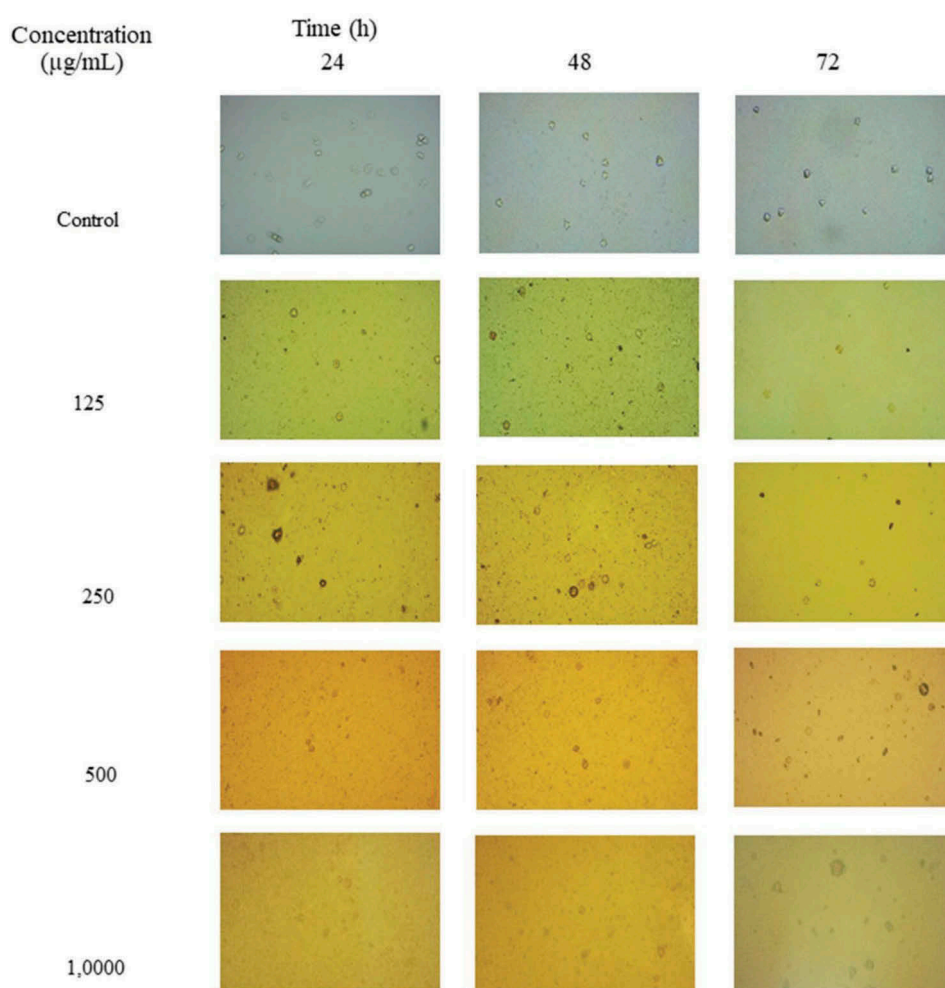 Concentration
(µg/mL)
Time (h)
24
48
72
Control
125
250
500
1,0000